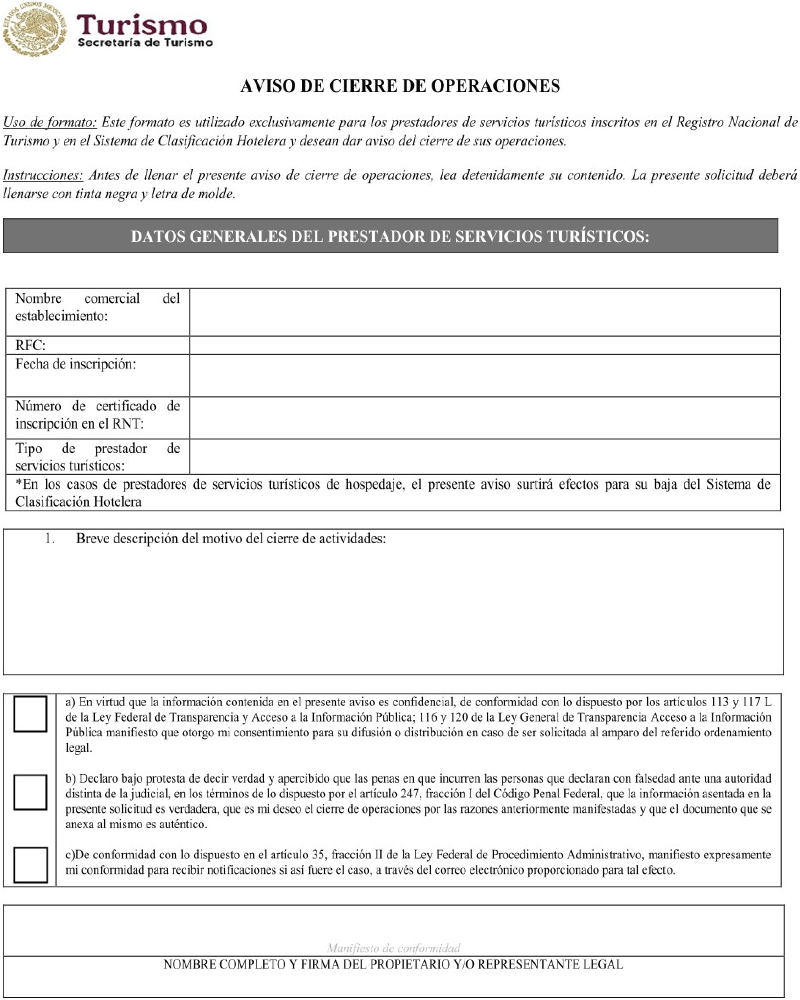 ESTADOS UNIDOS MEXICANOS
Turismo
Secretaría de Turismo
AVISO DE CIERRE DE OPERACIONES
Uso de formato: Este formato es utilizado exclusivamente para los prestadores de servicios turísticos inscritos en el Registro Nacional de
Turismo y en el Sistema de Clasificación Hotelera y desean dar aviso del cierre de sus operaciones.
Instrucciones: Antes de llenar el presente aviso de cierre de operaciones, lea detenidamente su contenido. La presente solicitud deberá
llenarse con tinta negra y letra de molde.
DATOS GENERALES DEL PRESTADOR DE SERVICIOS TURÍSTICOS:
Nombre comercial del
establecimiento:
RFC:
Fecha de inscripción:
Número de certificado de
inscripción en el RNT:
Tipo de prestador de
servicios turísticos:
*En los casos de prestadores de servicios turísticos de hospedaje, el presente aviso surtirá efectos para su baja del Sistema de
Clasificación Hotelera
1. Breve descripción del motivo del cierre de actividades:
a) En virtud que la información contenida en el presente aviso es confidencial, de conformidad con lo dispuesto por los artículos 113 y 117 L
de la Ley Federal de Transparencia y Acceso a la Información Pública; 116 y 120 de la Ley General de Transparencia Acceso a la Información
Pública manifiesto que otorgo mi consentimiento para su difusión o distribución en caso de ser solicitada al amparo del referido ordenamiento
legal.
b) Declaro bajo protesta de decir verdad y apercibido que las penas en que incurren las personas que declaran con falsedad ante una autoridad
distinta de la judicial, en los términos de lo dispuesto por el artículo 247, fracción I del Código Penal Federal, que la información asentada en la
presente solicitud es verdadera, que es mi deseo el cierre de operaciones por las razones anteriormente manifestadas y que el documento que se
anexa al mismo es auténtico.
c)De conformidad con lo dispuesto en el artículo 35, fracción II de la Ley Federal de Procedimiento Administrativo, manifiesto expresamente
mi conformidad para recibir notificaciones si así fuere el caso, a través del correo electrónico proporcionado para tal efecto.
Manifiesto de conformidad
NOMBRE COMPLETO Y FIRMA DEL PROPIETARIO Y/O REPRESENTANTE LEGAL